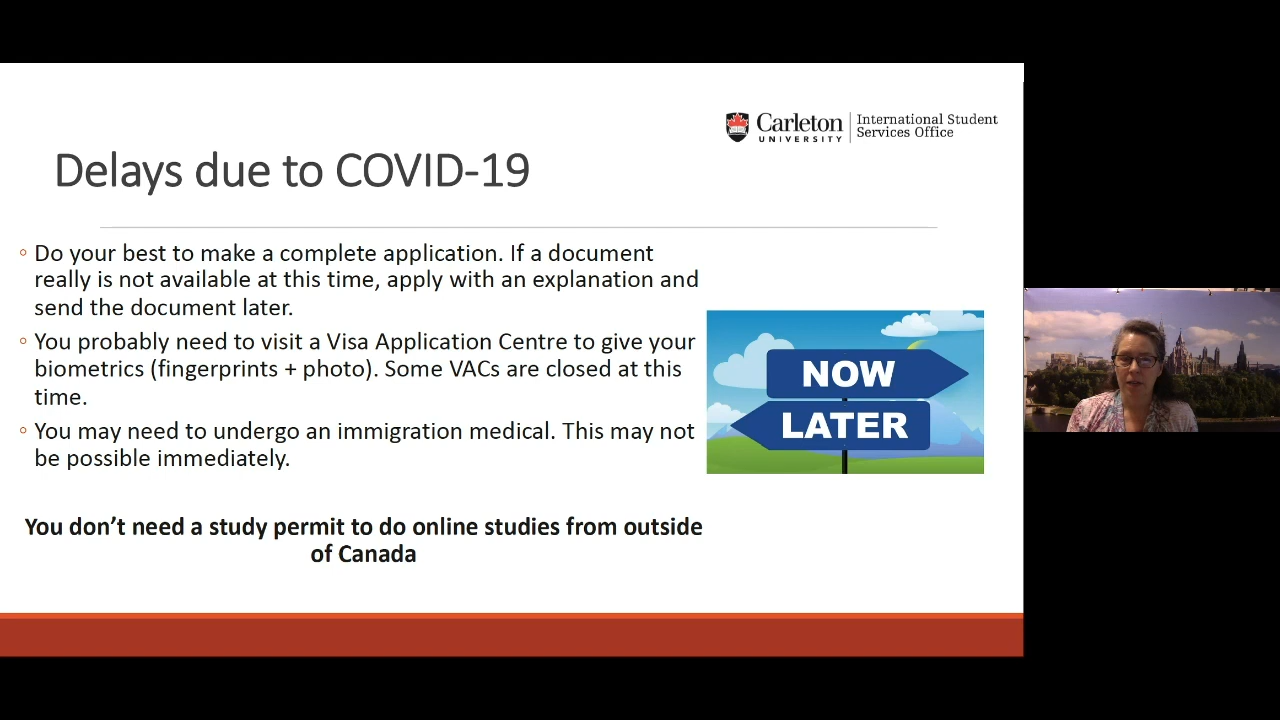 Carleton
UNIVERSITY
International Student
Services Office
Delays due to COVID-19
◦ Do your best to make a complete application. If a document
really is not available at this time, apply with an explanation and
send the document later.
◦ You probably need to visit a Visa Application Centre to give your
biometrics (fingerprints + photo). Some VACs are closed at this
time.
◦ You may need to undergo an immigration medical. This may not
be possible immediately.
NOW
LATER
You don’t need a study permit to do online studies from outside
of Canada